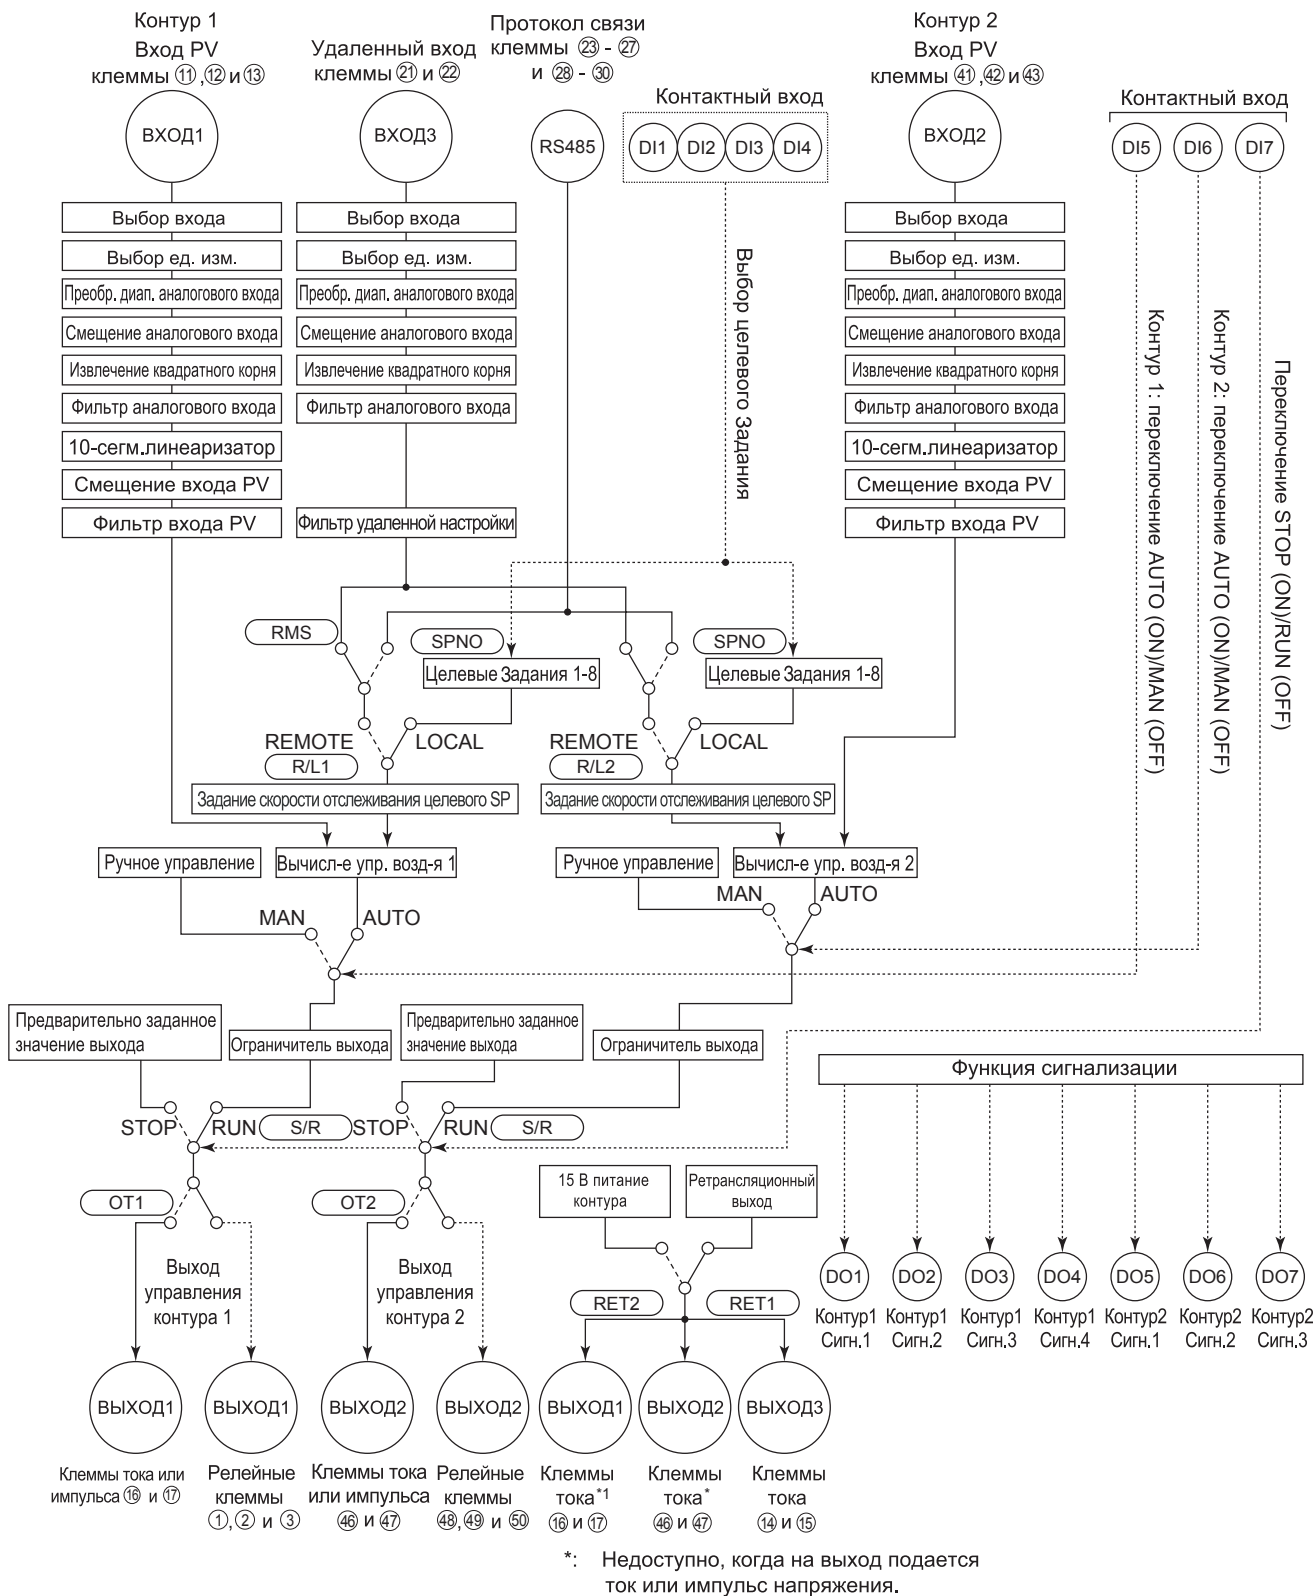 Контур 1
Вход PV
клеммы ⑪,⑫ и ⑬
Удаленный вход
клеммы ㉑ и ㉒
Протокол связи
клеммы ㉓ - ㉗
и ㉘ - ㉚
Контактный вход
Контур 2
Вход PV
клеммы ㊶,㊷ и ㊸
Контактный вход
ВХОД1
ВХОД3
RS485
DI1
DI2
DI3
DI4
ВХОД2
DI5
DI6
DI7
Выбор входа
Выбор ед. изм.
Преобр. диап. аналогового входа
Смещение аналогового входа
Извлечение квадратного корня
Фильтр аналогового входа
10-сегм.линеаризатор
Смещение входа PV
Фильтр входа PV
Выбор входа
Выбор ед. изм.
Преобр. диап. аналогового входа
Смещение аналогового входа
Извлечение квадратного корня
Фильтр аналогового входа
Фильтр удаленной настройки
Выбор целевого Задания
Выбор входа
Выбор ед. изм.
Преобр. диап. аналогового входа
Смещение аналогового входа
Извлечение квадратного корня
Фильтр аналогового входа
10-сегм.линеаризатор
Смещение входа PV
Фильтр входа PV
Контур 1: переключение AUTO (ON)/MAN (OFF)
Контур 2: переключение AUTO (ON)/MAN (OFF)
Переключение STOP (ON)/RUN (OFF)
RMS
SPNO
SPNO
Целевые Задания 1-8
Целевые Задания 1-8
REMOTE
LOCAL
REMOTE
LOCAL
R/L1
R/L2
Задание скорости отслеживания целевого SP
Задание скорости отслеживания целевого SP
Ручное управление
Вычисл-е упр. возд-я 1
Ручное управление
Вычисл-е упр. возд-я 2
MAN
AUTO
MAN
AUTO
Предварительно заданное
значение выхода
Ограничитель выхода
Предварительно заданное
значение выхода
Ограничитель выхода
Функция сигнализации
STOP
RUN
S/R
STOP
RUN
S/R
OT1
OT2
15 В питание
контура
Ретрансляционный
выход
Выход
управления
контура 1
Выход
управления
контура 2
RET2
RET1
DO1
DO2
DO3
DO4
DO5
DO6
DO7
Контур1
Сигн.1
Контур1
Сигн.2
Контур1
Сигн.3
Контур1
Сигн.4
Контур2
Сигн.1
Контур2
Сигн.2
Контур2
Сигн.3
ВЫХОД1
ВЫХОД1
ВЫХОД2
ВЫХОД2
ВЫХОД1
ВЫХОД2
ВЫХОД3
Клеммы тока или
импульса ⑯ и ⑰
Релейные
клеммы
①,② и ③
Клеммы тока
или импульса
㊻ и ㊼
Релейные
клеммы
㊽,㊾ и ㊿
Клеммы
тока*1
⑯ и ⑰
Клеммы
тока*
㊻ и ㊼
Клеммы
тока
⑭ и ⑮
*: Недоступно, когда на выход подается
ток или импульс напряжения.